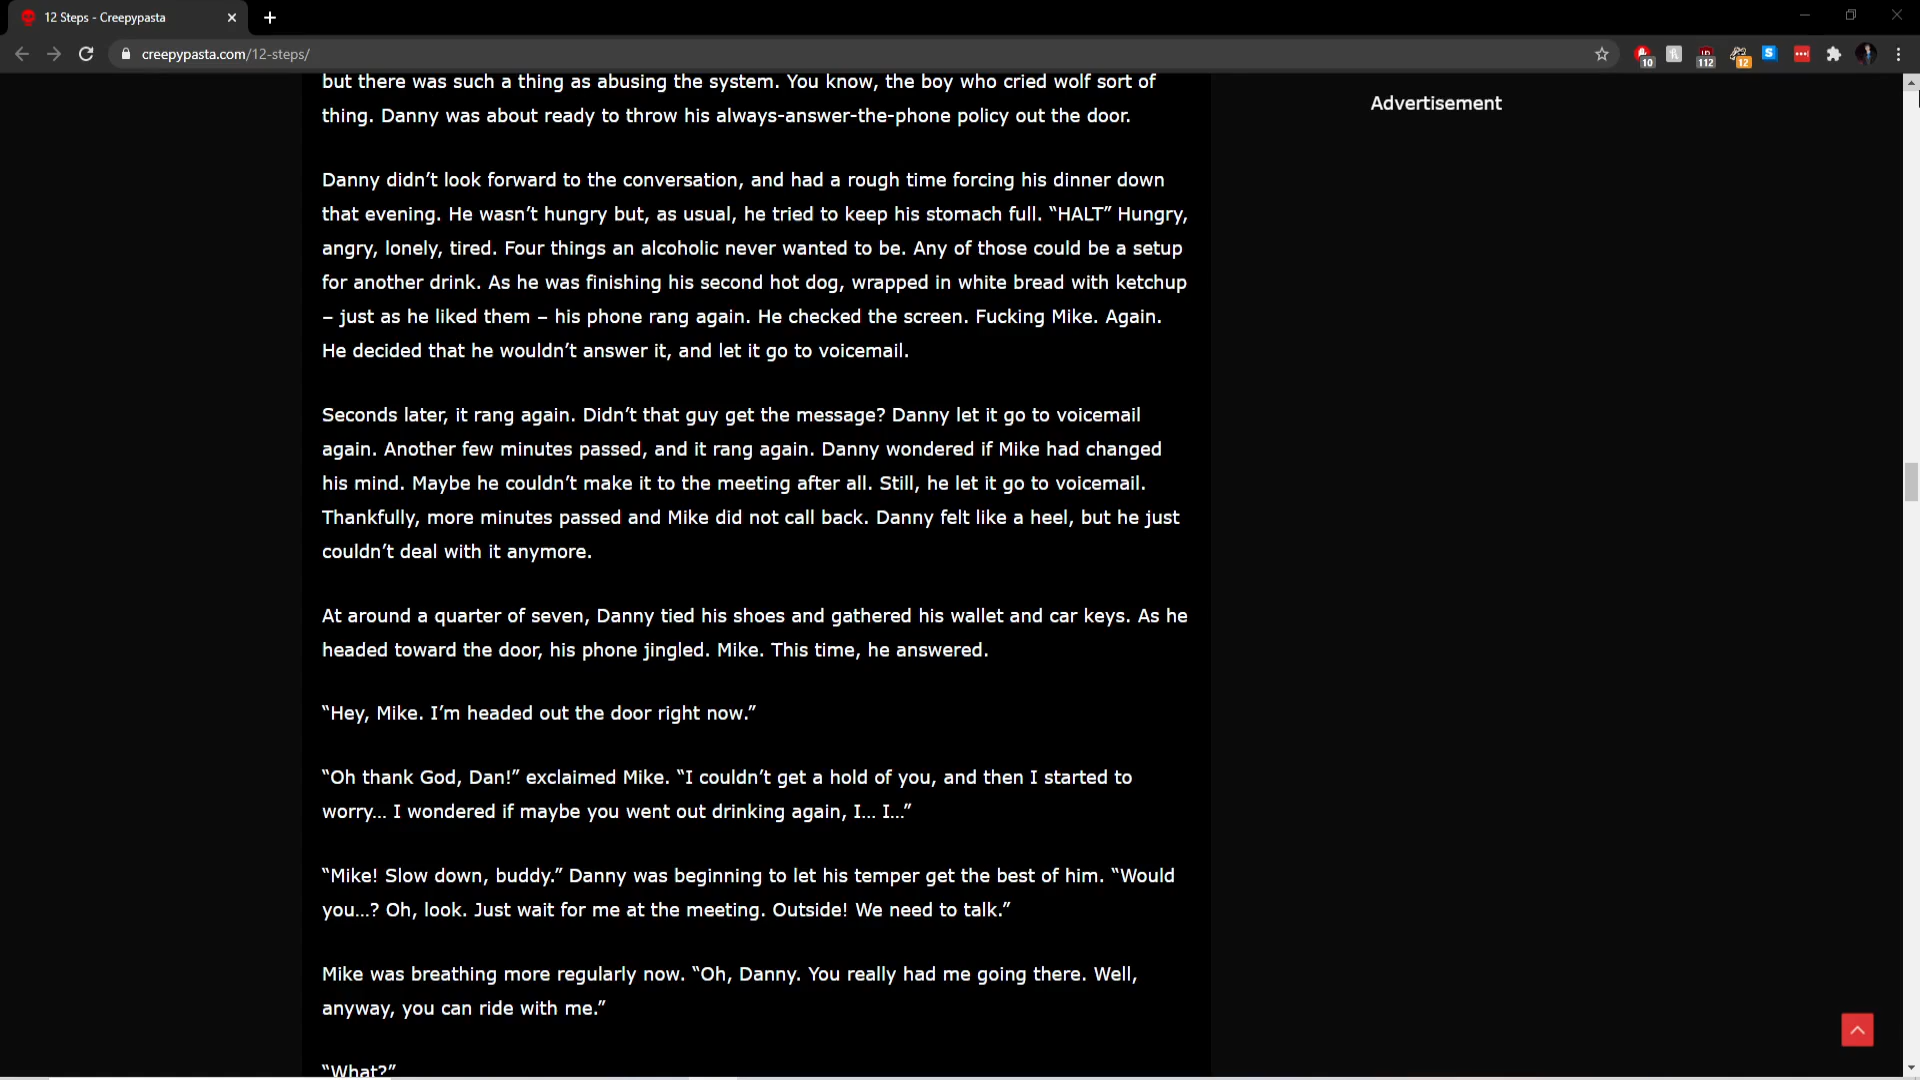 12 Steps - Creepypasta
creepypasta.com/12-steps/
10
112
12
but there was such a thing as abusing the system. You know, the boy who cried wolf sort of
thing. Danny was about ready to throw his always-answer-the-phone policy out the door.
Advertisement
Danny didn’t look forward to the conversation, and had a rough time forcing his dinner down
that evening. He wasn’t hungry but, as usual, he tried to keep his stomach full. “HALT” Hungry,
angry, lonely, tired. Four things an alcoholic never wanted to be. Any of those could be a setup
for another drink. As he was finishing his second hot dog, wrapped in white bread with ketchup
– just as he liked them – his phone rang again. He checked the screen. Fucking Mike. Again.
He decided that he wouldn’t answer it, and let it go to voicemail.
Seconds later, it rang again. Didn’t that guy get the message? Danny let it go to voicemail
again. Another few minutes passed, and it rang again. Danny wondered if Mike had changed
his mind. Maybe he couldn’t make it to the meeting after all. Still, he let it go to voicemail.
Thankfully, more minutes passed and Mike did not call back. Danny felt like a heel, but he just
couldn’t deal with it anymore.
At around a quarter of seven, Danny tied his shoes and gathered his wallet and car keys. As he
headed toward the door, his phone jingled. Mike. This time, he answered.
“Hey, Mike. I’m headed out the door right now.”
“Oh thank God, Dan!” exclaimed Mike. “I couldn’t get a hold of you, and then I started to
worry… I wondered if maybe you went out drinking again, I… I…”
“Mike! Slow down, buddy.” Danny was beginning to let his temper get the best of him. “Would
you…? Oh, look. Just wait for me at the meeting. Outside! We need to talk.”
Mike was breathing more regularly now. “Oh, Danny. You really had me going there. Well,
anyway, you can ride with me.”
“What?”